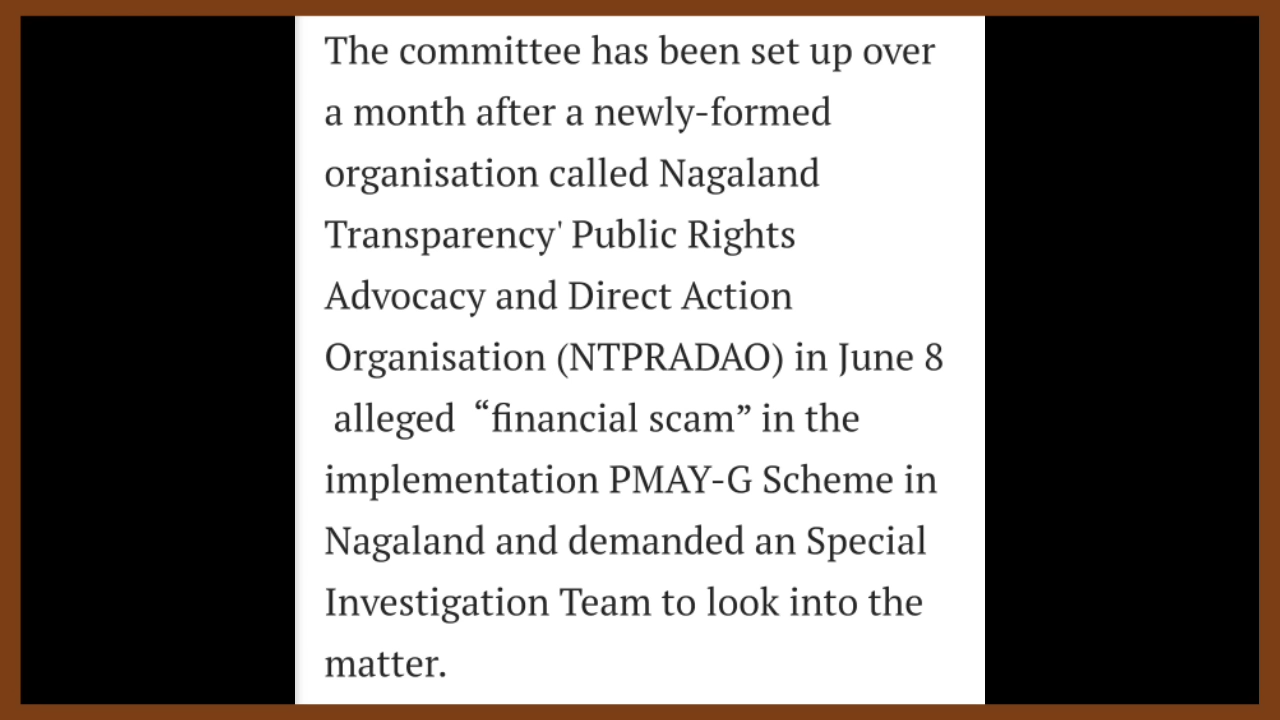 The committee has been set up over
a month after a newly-formed
organisation called Nagaland
Transparency' Public Rights
Advocacy and Direct Action
Organisation (NTPRADAO) in June 8
alleged “financial scam” in the
implementation PMAY-G Scheme in
Nagaland and demanded an Special
Investigation Team to look into the
matter.